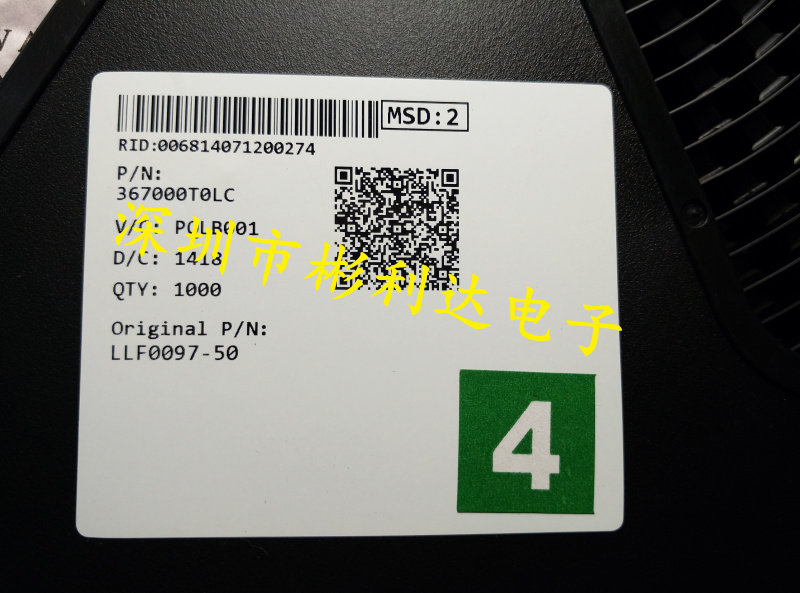 MSD:2
RID:006814071200274
P/N:
367000T0LC
V/C: POLB001
D/C: 1418
QTY: 1000
Original P/N:
LLF0097-50
4
深圳市彬利达电子